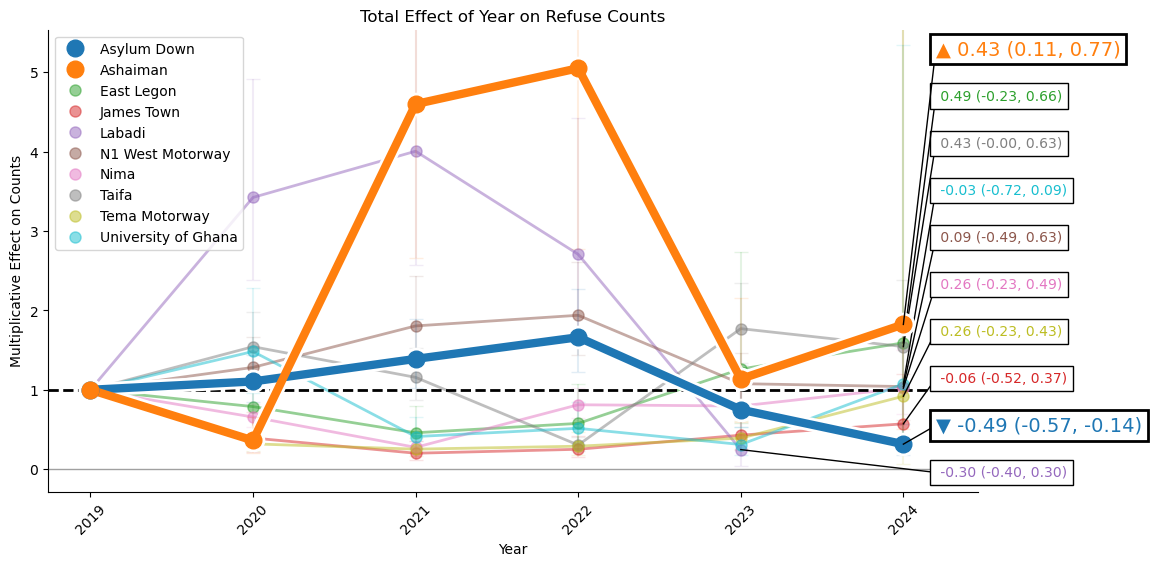 Total Effect of Year on Refuse Counts
Asylum Down
Ashaiman
East Legon
James Town
Labadi
N1 West Motorway
Nima
Taifa
Tema Motorway
University of Ghana
Multiplicative Effect on Counts
5
4
3
2
1
0
2019
2020
2021
2022
2023
2024
Year
▲ 0.43 (0.11, 0.77)
0.49 (-0.23, 0.66)
0.43 (-0.00, 0.63)
-0.03 (-0.72, 0.09)
0.09 (-0.49, 0.63)
0.26 (-0.23, 0.49)
0.26 (-0.23, 0.43)
-0.06 (-0.52, 0.37)
▼ -0.49 (-0.57, -0.14)
-0.30 (-0.40, 0.30)